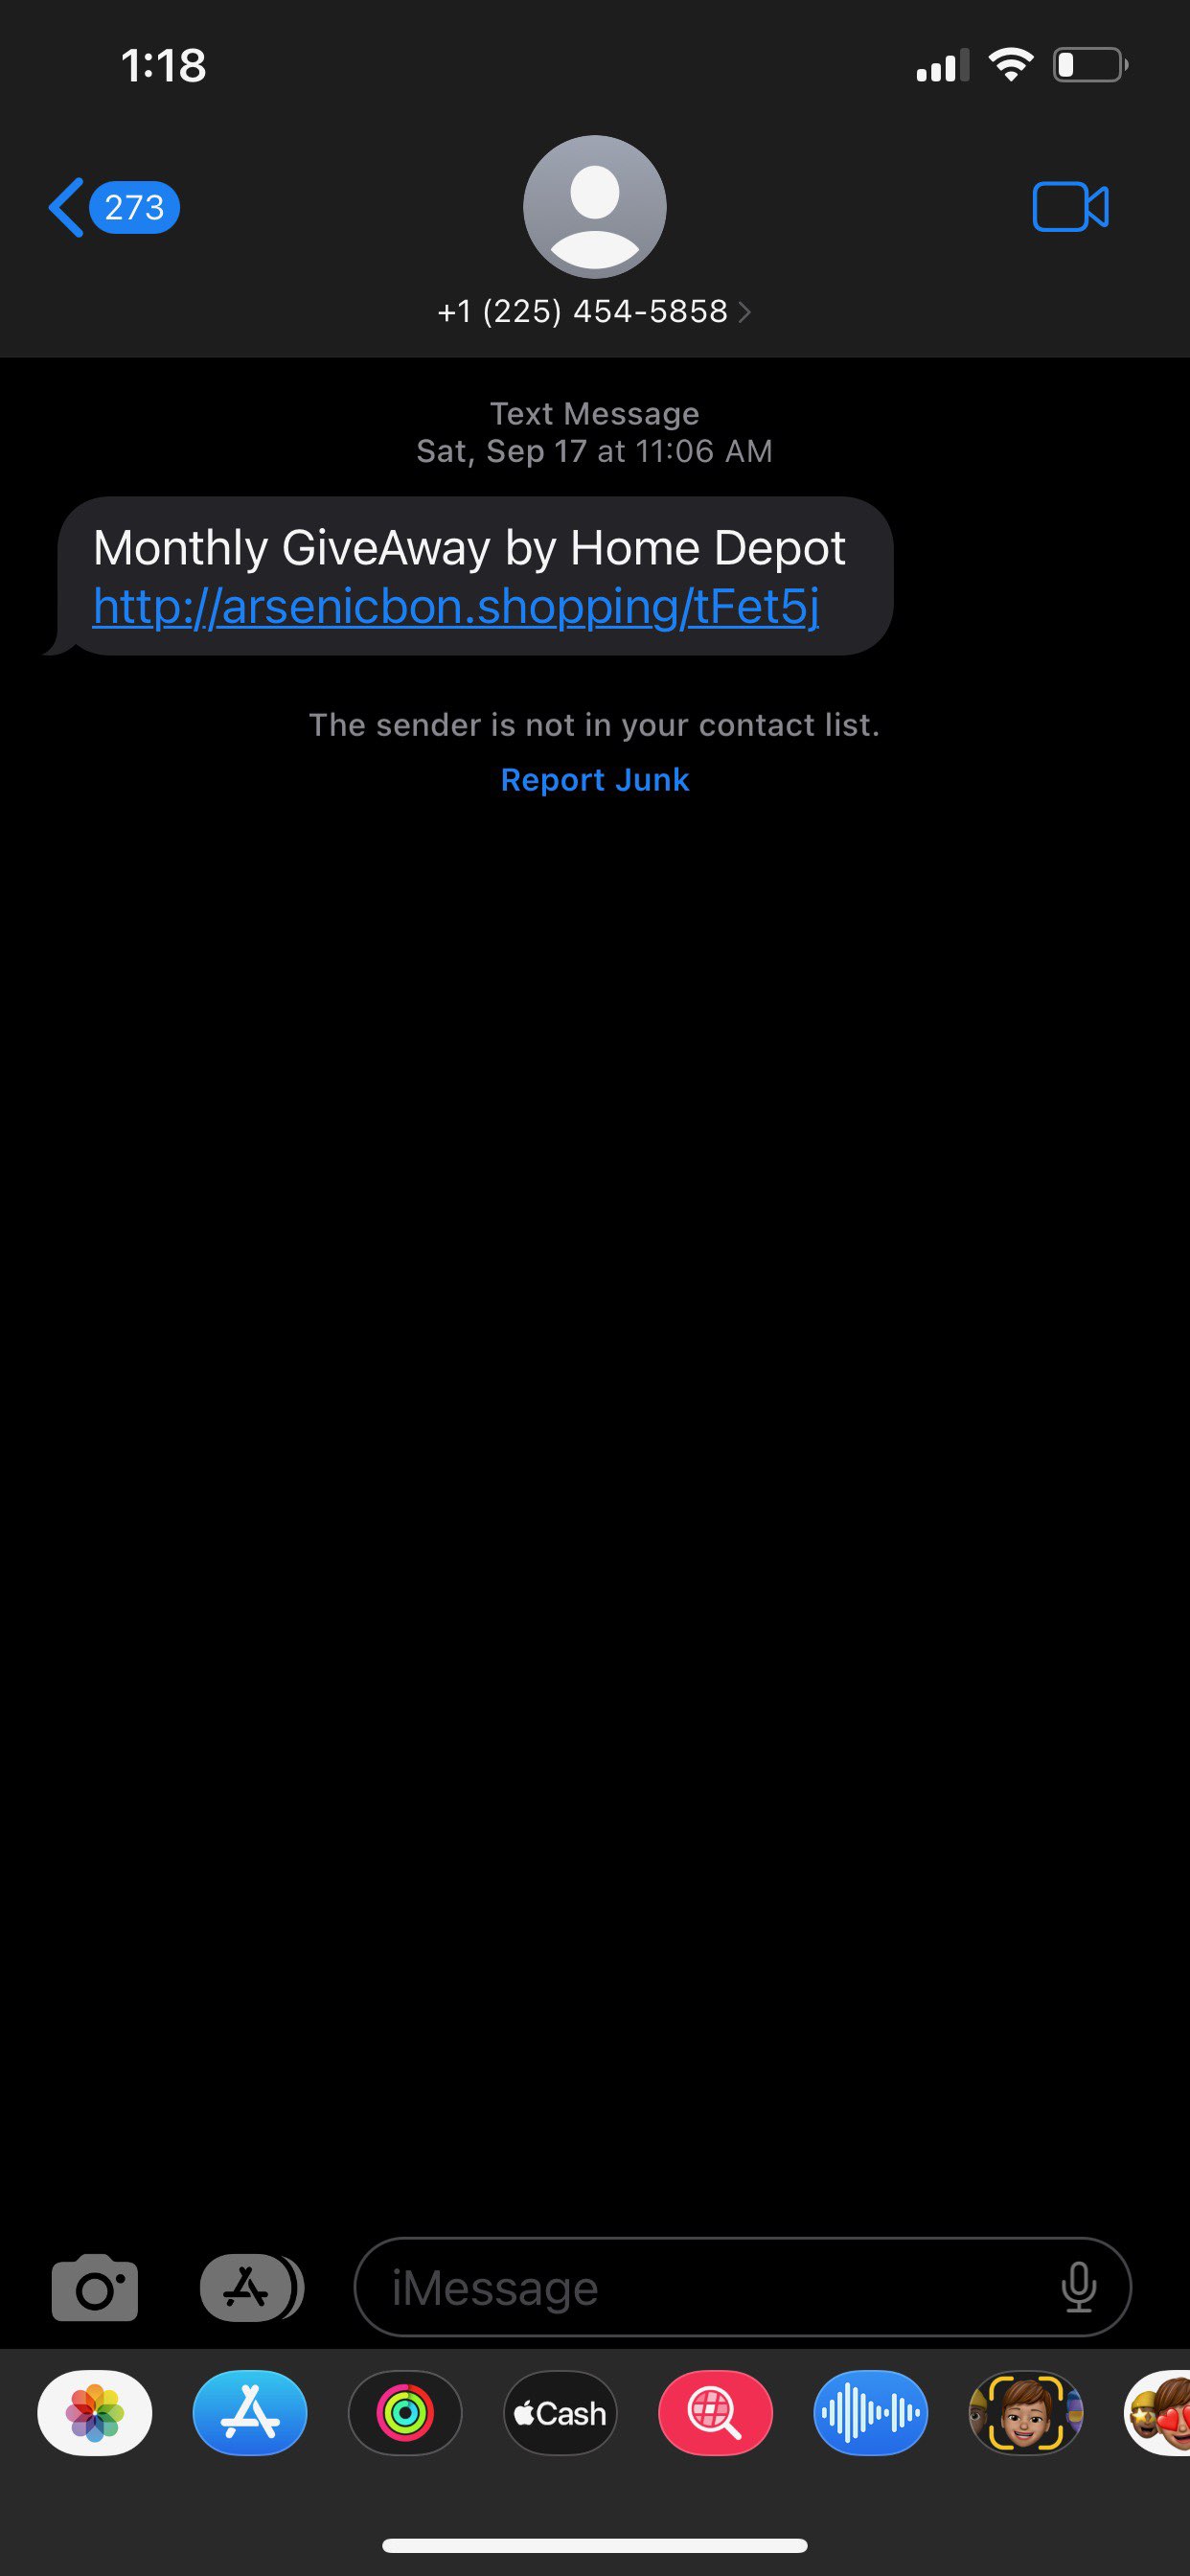 1:18
273
+1 (225) 454-5858
Text Message
Sat, Sep 17 at 11:06 AM
Monthly GiveAway by Home Depot
http://arsenicbon.shopping/tFet5j
The sender is not in your contact list.
Report Junk
iMessage
Cash